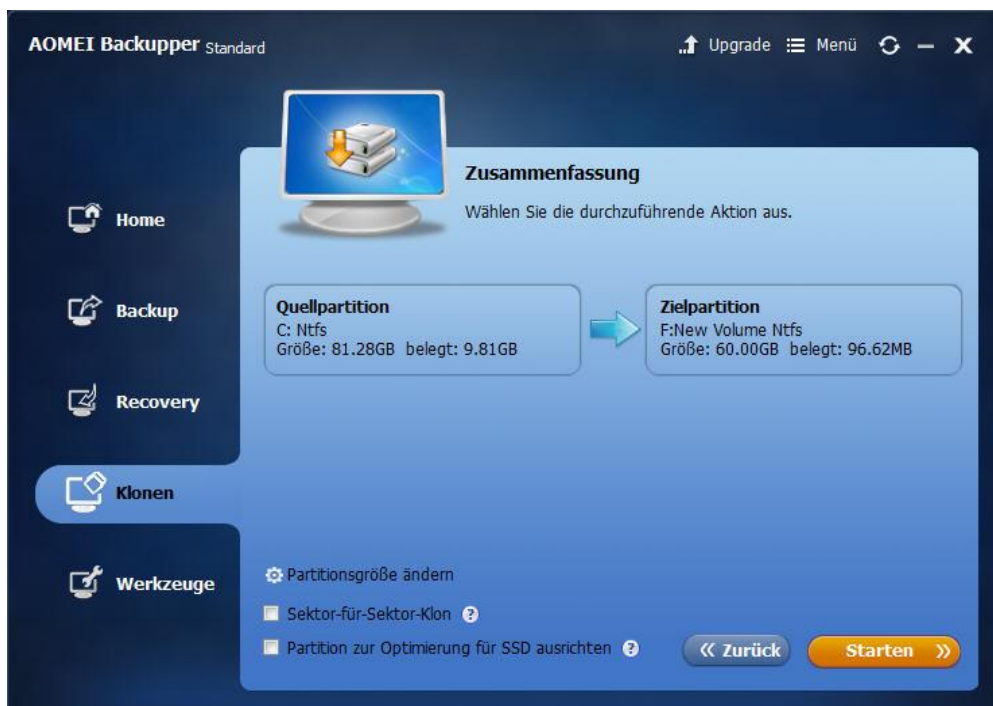 AOMEI Backupper Standard
Upgrade Menü
Zusammenfassung
Wählen Sie die durchzuführende Aktion aus.
Home
Backup
Recovery
Klonen
Werkzeuge
Quellpartition
C: Ntfs
Größe: 81.28GB belegt: 9.81GB
Zielpartition
F:New Volume Ntfs
Größe: 60.00GB belegt: 96.62MB
Partitionsgröße ändern
Sektor-für-Sektor-Klon ?
Partition zur Optimierung für SSD ausrichten ?
Zurück
Starten